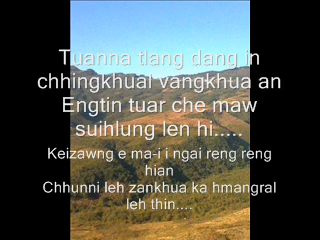 Tuanna tlang dang in
chhingkhual vangkhua an
Engtin tuar che maw
suihlung len hi.....
Keizawng e ma-i i ngai reng reng
hian
Chhunni leh zankhua ka hmangral
leh thin....